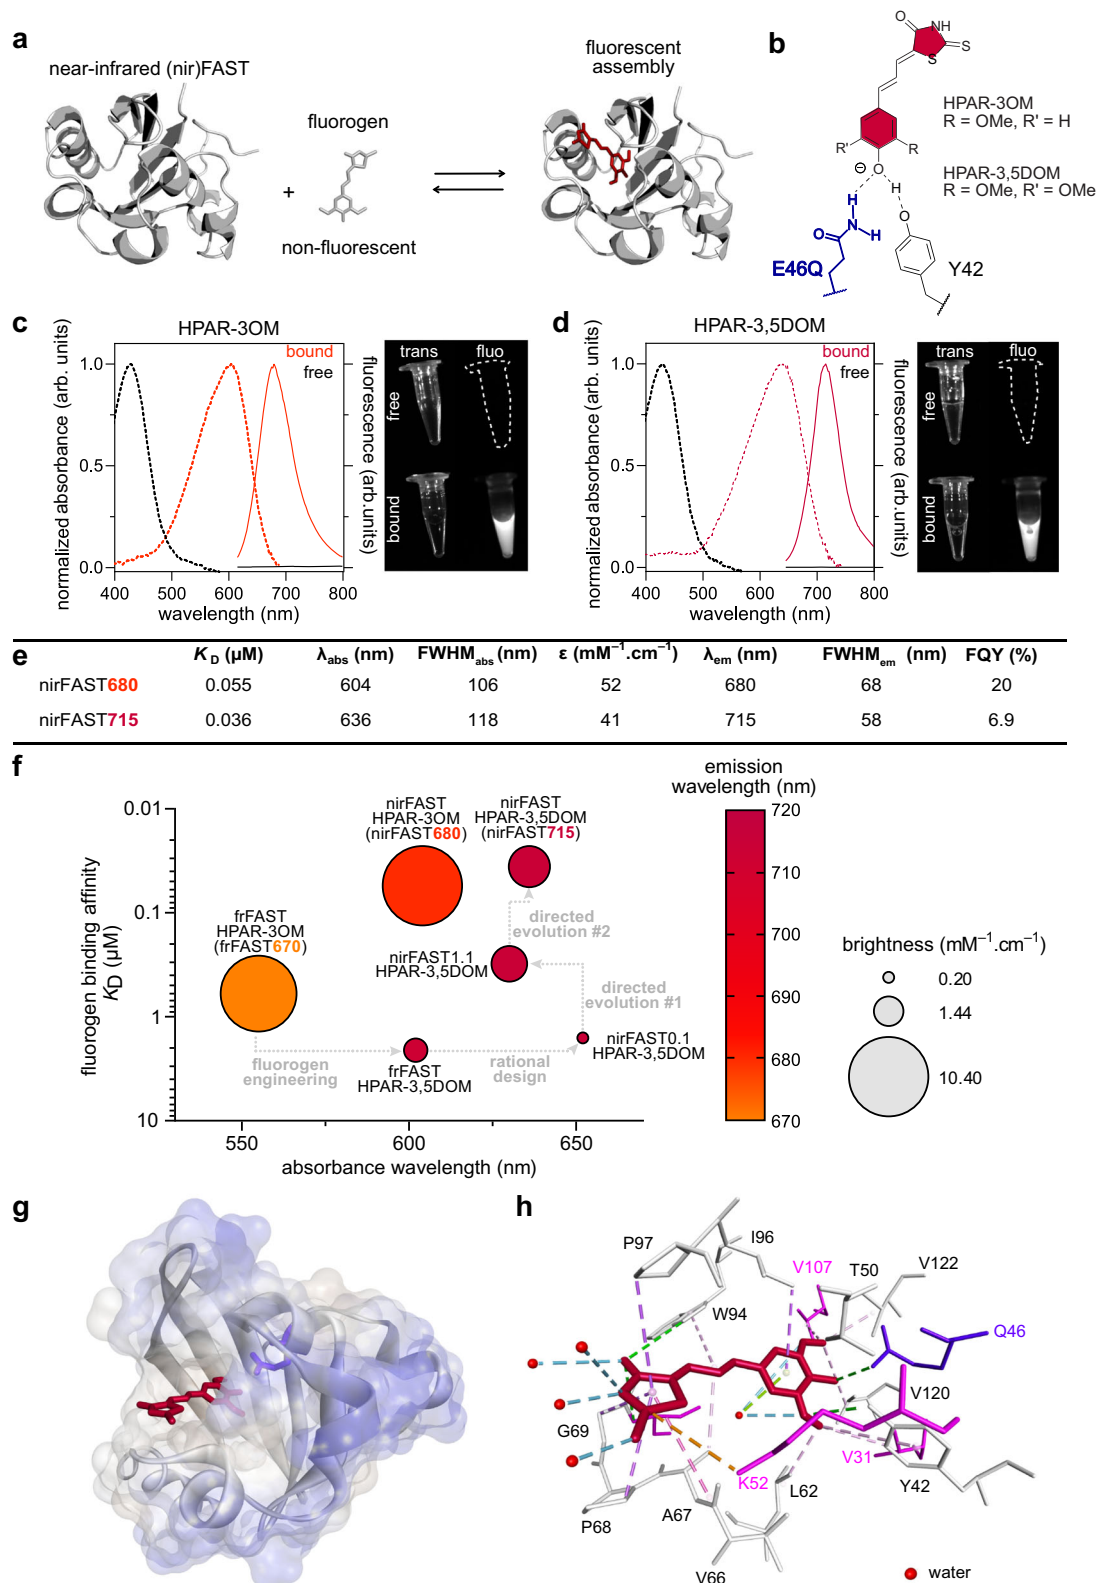 a
near-infrared (nir)FAST
fluorogen
+
non-fluorescent
fluorescent
assembly
b
O
NH
S
S
HPAR-3OM
R = OMe, R' = H
HPAR-3,5DOM
R = OMe, R' = OMe
R'
R
⊖
O
H
H
O
N-H
O
E46Q
Y42
c
HPAR-3OM
normalized absorbance (arb. units)
1.0
0.5
0.0
bound
free
400 500 600 700 800
wavelength (nm)
fluorescence (arb.units)
trans
fluo
free
bound
d
HPAR-3,5DOM
normalized absorbance (arb. units)
1.0
0.5
0.0
bound
free
400 500 600 700 800
wavelength (nm)
fluorescence (arb.units)
trans
fluo
free
bound
e
KD (µM) λabs (nm) FWHMabs (nm) ε (mM−1.cm−1) λem (nm) FWHMem (nm) FQY (%)
nirFAST680 0.055 604 106 52 680 68 20
nirFAST715 0.036 636 118 41 715 58 6.9
f
fluorogen binding affinity
KD (µM)
0.01
0.1
1
10
550
600
650
absorbance wavelength (nm)
nirFAST
HPAR-3OM
(nirFAST680)
nirFAST
HPAR-3,5DOM
(nirFAST715)
frFAST
HPAR-3OM
(frFAST670)
nirFAST1.1
HPAR-3,5DOM
directed
evolution #2
directed
evolution #1
nirFAST0.1
HPAR-3,5DOM
fluorogen
engineering
frFAST
HPAR-3,5DOM
rational
design
emission
wavelength (nm)
720
710
700
690
680
670
brightness (mM−1.cm−1)
0.20
1.44
10.40
g
h
P97
I96
V107
T50
V122
W94
Q46
V120
G69
V31
K52
L62
Y42
P68
A67
V66
water